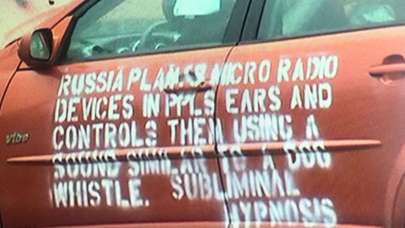 RUSSIA PLANTS MICRO RADIO
DEVICES IN PPLS EARS AND
CONTROLS THEM USING A
SOUND SIMILAR TO A DOG
WHISTLE. SUBLIMINAL
HYPNOSIS
Vibe